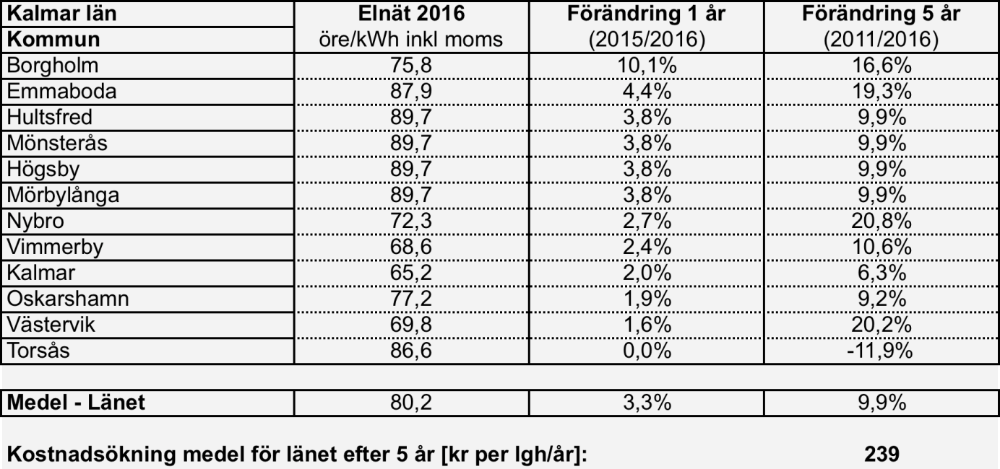 Kalmar län Elnät 2016 Förändring 1 år Förändring 5 år
Kommun öre/kWh inkl moms (2015/2016) (2011/2016)
Borgholm 75,8 10,1% 16,6%
Emmaboda 87,9 4,4% 19,3%
Hultsfred 89,7 3,8% 9,9%
Mönsterås 89,7 3,8% 9,9%
Högsby 89,7 3,8% 9,9%
Mörbylånga 89,7 3,8% 9,9%
Nybro 72,3 2,7% 20,8%
Vimmerby 68,6 2,4% 10,6%
Kalmar 65,2 2,0% 6,3%
Oskarshamn 77,2 1,9% 9,2%
Västervik 69,8 1,6% 20,2%
Torsås 86,6 0,0% -11,9%
Medel - Länet 80,2 3,3% 9,9%
Kostnadsökning medel för länet efter 5 år [kr per lgh/år]: 239